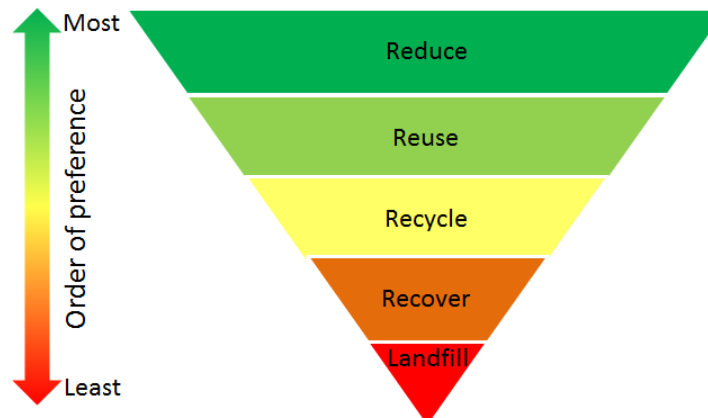 Most
Reduce
Reuse
Order of preference
Recycle
Recover
Landfill
Least